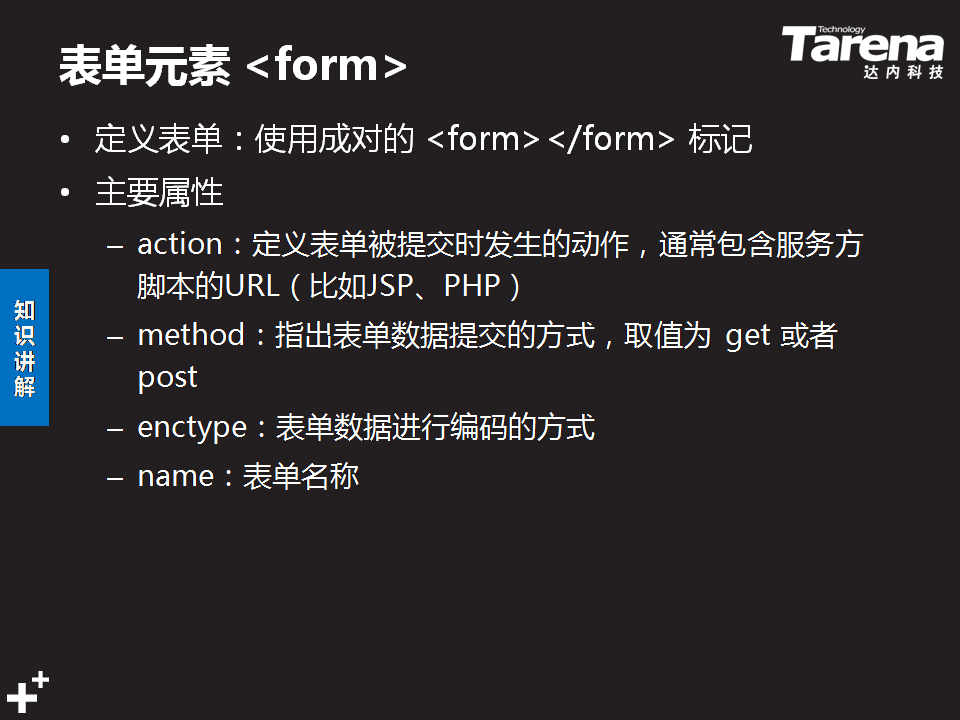 表单元素 <form>
Technology
Tarena
达内科技
• 定义表单：使用成对的 <form></form> 标记
• 主要属性
– action：定义表单被提交时发生的动作，通常包含服务方
脚本的URL（比如JSP、PHP）
– method：指出表单数据提交的方式，取值为 get 或者
post
– enctype：表单数据进行编码的方式
– name：表单名称
知识讲解